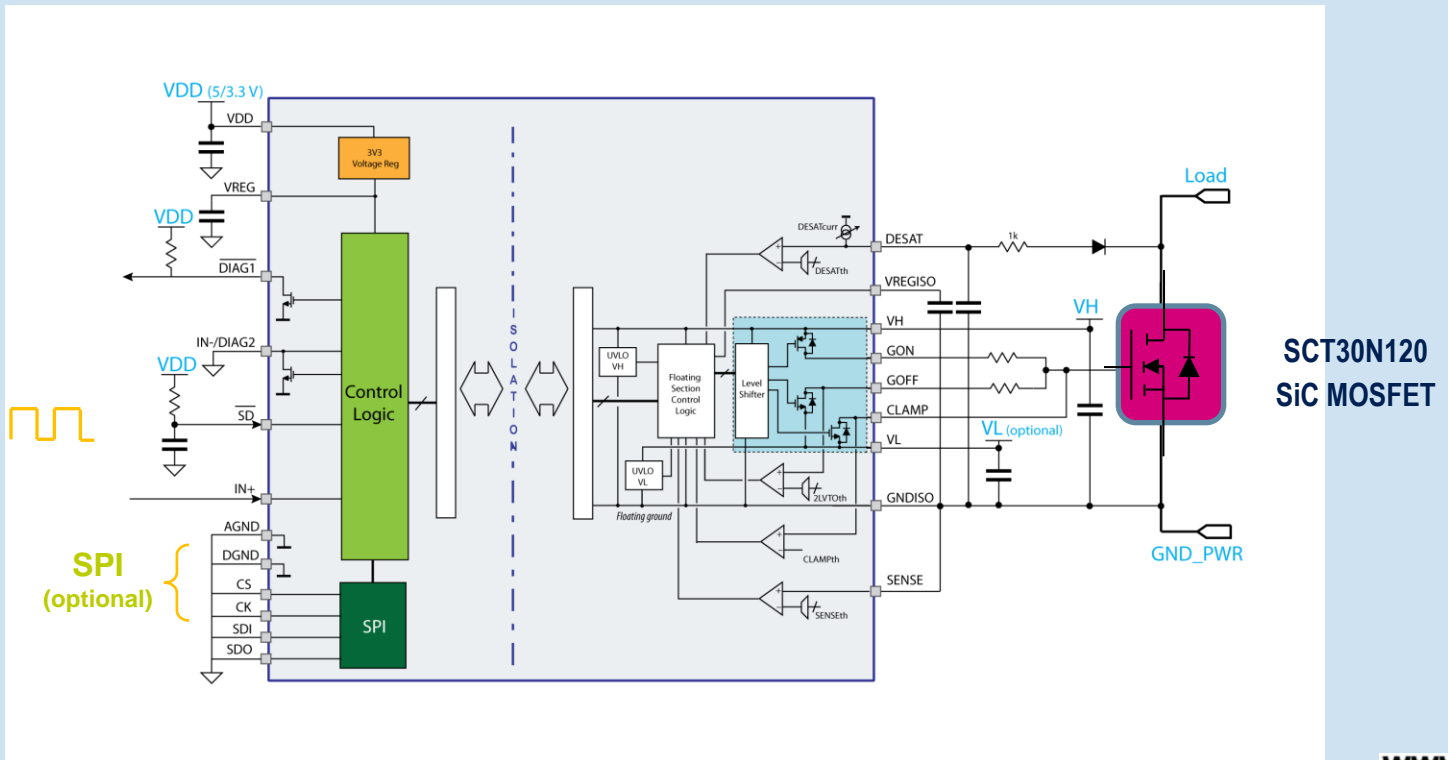 VDD (5/3.3 V)
VDD
3V3
Voltage Reg
VREG
VDD
DIAG1
IN-/DIAG2
VDD
SD
IN+
AGND
DGND
CS
CK
SDI
SDO
SPI
(optional)
Control
Logic
SPI
ISOLATION
UVLO
VH
UVLO
VL
Floating
Section
Control
Logic
Level
Shifter
Floating ground
DESATcurr
DESATth
2LVTOth
CLAMPth
SENSEth
DESAT
VREGISO
VH
GON
GOFF
CLAMP
VL
GNDISO
SENSE
1k
VH
VL (optional)
Load
GND_PWR
SCT30N120
SiC MOSFET